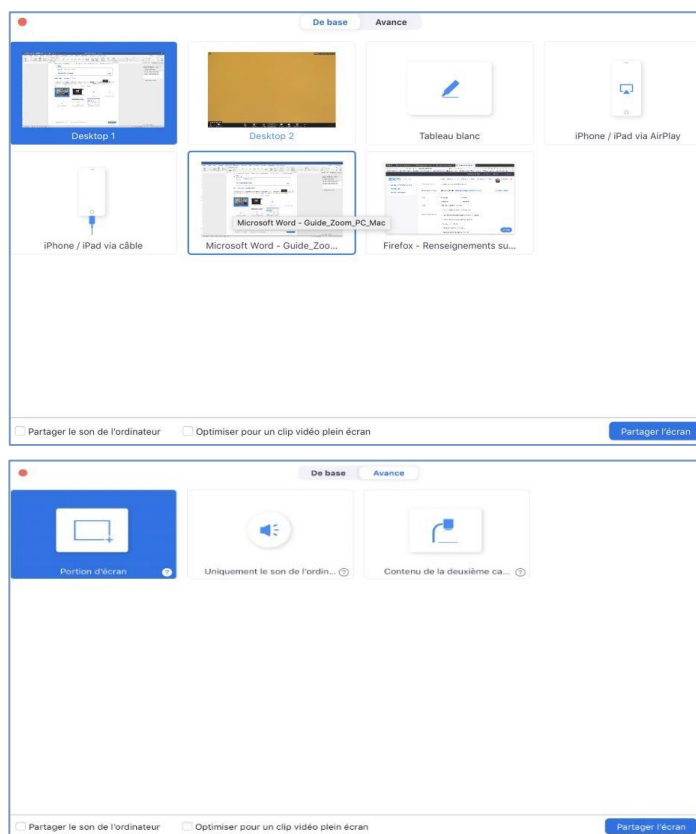 De base Avance
Desktop 1 Desktop 2 Tableau blanc iPhone / iPad via AirPlay
Microsoft Word - Guide_Zoom_PC_Mac
iPhone / iPad via câble Microsoft Word - Guide_Zoo... Firefox - Renseignements su...
Partager le son de l'ordinateur Optimiser pour un clip vidéo plein écran Partager l'écran
De base Avance
Portion d'écran ? Uniquement le son de l'ordin... ? Contenu de la deuxième ca... ?
Partager le son de l'ordinateur Optimiser pour un clip vidéo plein écran Partager l'écran